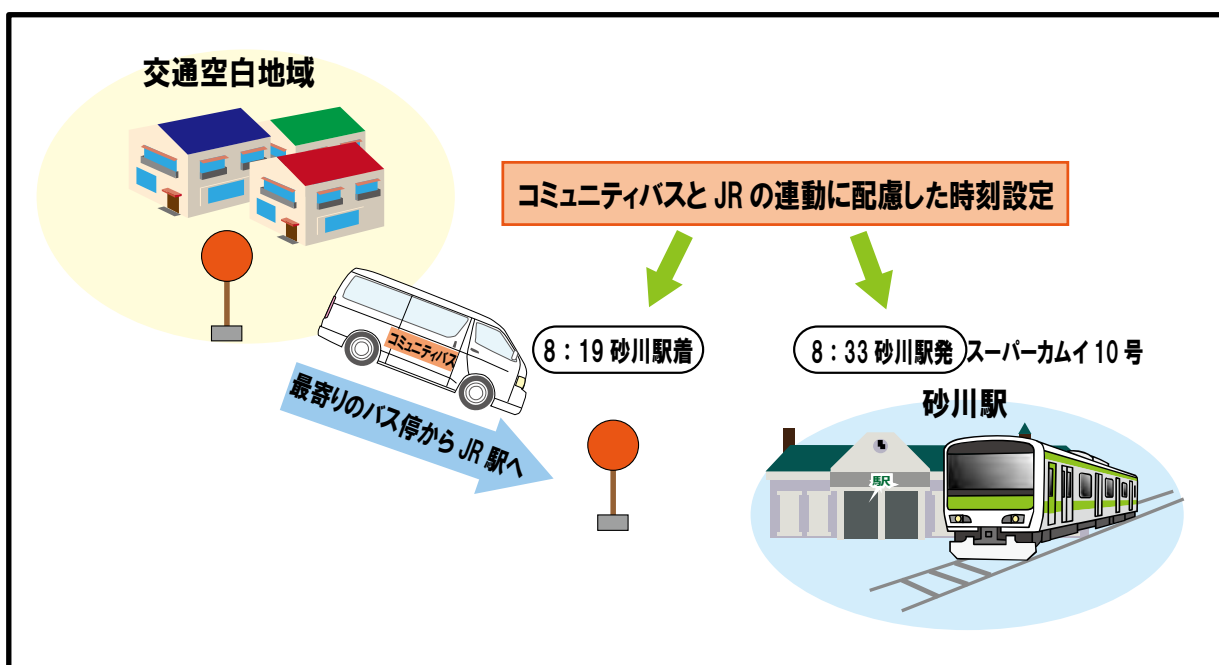 交通空白地域
コミュニティバスと JR の連動に配慮した時刻設定
コミュニティバス
8：19 砂川駅着
8：33 砂川駅発 スーパーカムイ 10 号
最寄りのバス停から JR 駅へ
砂川駅
駅